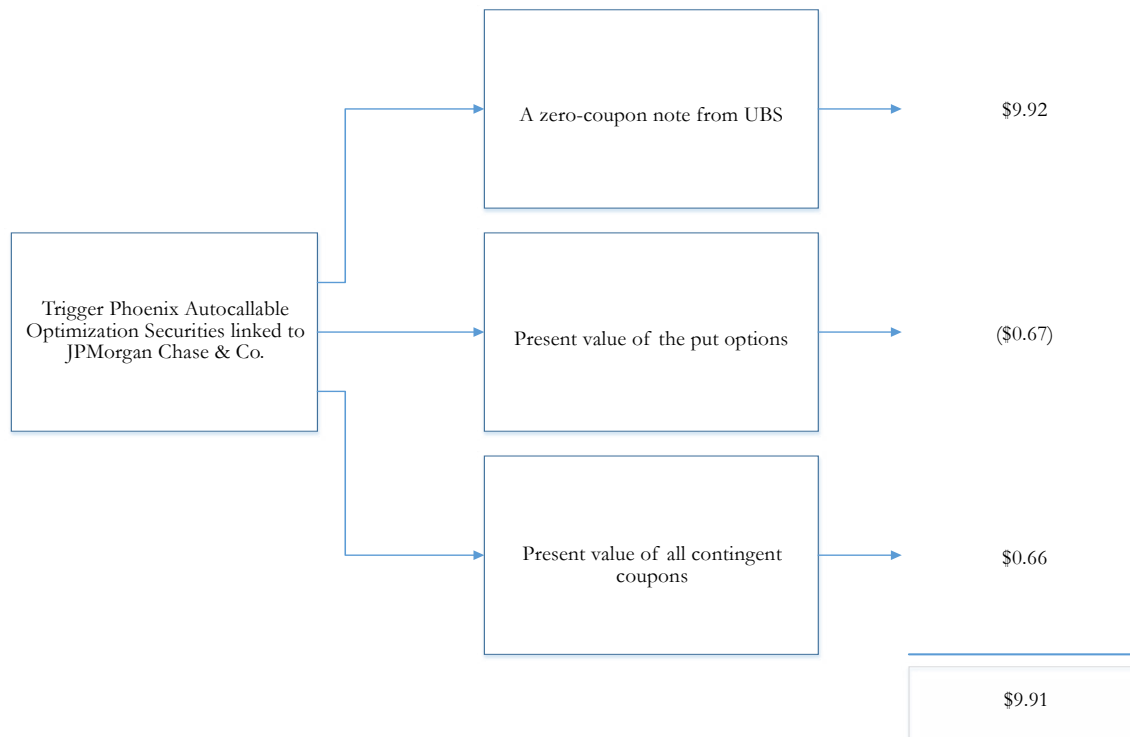 A zero-coupon note from UBS
$9.92
Trigger Phoenix Autocallable
Optimization Securities linked to
JPMorgan Chase & Co.
Present value of the put options
($0.67)
Present value of all contingent
coupons
$0.66
$9.91